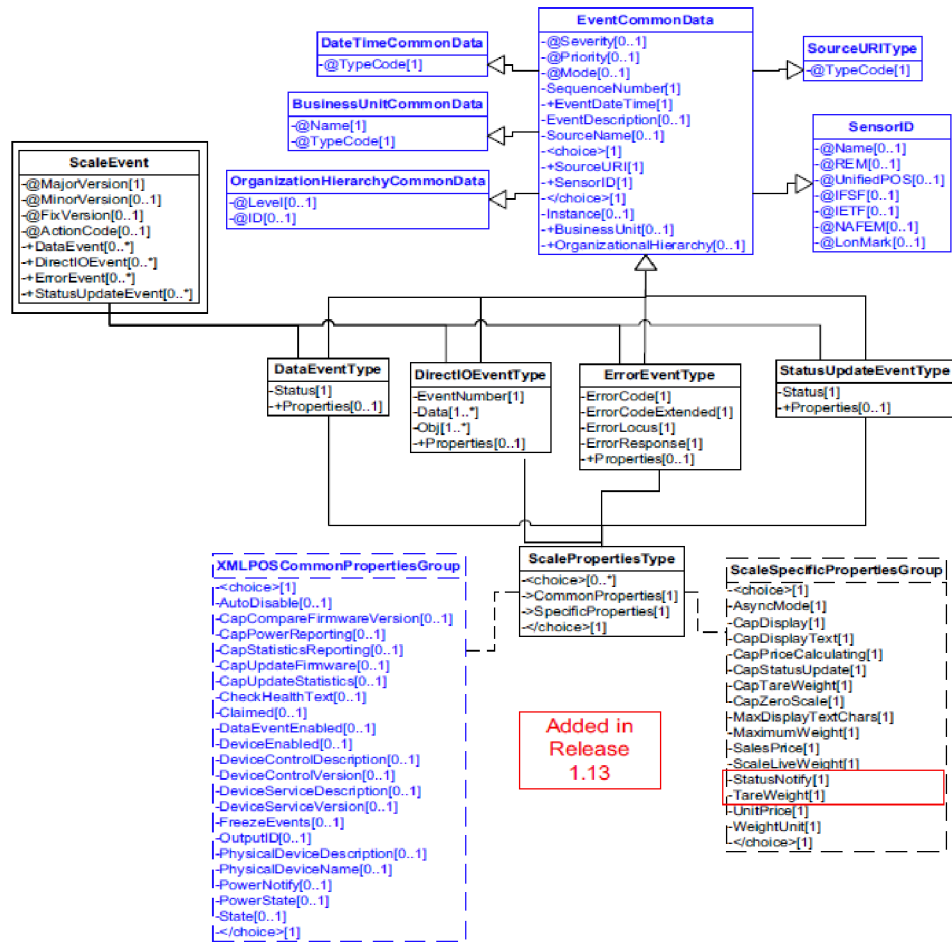 EventCommonData
-@Severity[0..1]
-@Priority[0..1]
-@Mode[0..1]
-SequenceNumber[1]
-+EventDateTime[1]
-EventDescription[0..1]
-SourceName[0..1]
-<choice>[1]
-+SourceURI[1]
-+SensorID[1]
-</choice>[1]
-Instance[0..1]
-+BusinessUnit[0..1]
-+OrganizationalHierarchy[0..1]
DateTimeCommonData
-@TypeCode[1]
SourceURIType
-@TypeCode[1]
BusinessUnitCommonData
-@Name[1]
-@TypeCode[1]
SensorID
-@Name[0..1]
-@REM[0..1]
-@UnifiedPOS[0..1]
-@IFSF[0..1]
-@IETF[0..1]
-@NAFEM[0..1]
-@LonMark[0..1]
ScaleEvent
-@MajorVersion[1]
-@MinorVersion[0..1]
-@FixVersion[0..1]
-@ActionCode[0..1]
-+DataEvent[0..*]
-+DirectIOEvent[0..*]
-+ErrorEvent[0..*]
-+StatusUpdateEvent[0..*]
OrganizationHierarchyCommonData
-@Level[0..1]
-@ID[0..1]
DataEventType
-Status[1]
-+Properties[0..1]
DirectIOEventType
-EventNumber[1]
-Data[1..*]
-Obj[1..*]
-+Properties[0..1]
ErrorEventType
-ErrorCode[1]
-ErrorCodeExtended[1]
-ErrorLocus[1]
-ErrorResponse[1]
-+Properties[0..1]
StatusUpdateEventType
-Status[1]
-+Properties[0..1]
XMLPOSCommonPropertiesGroup
-<choice>[1]
-AutoDisable[0..1]
-CapCompareFirmwareVersion[0..1]
-CapPowerReporting[0..1]
-CapStatisticsReporting[0..1]
-CapUpdateFirmware[0..1]
-CapUpdateStatistics[0..1]
-CheckHealthText[0..1]
-Claimed[0..1]
-DataEventEnabled[0..1]
-DeviceEnabled[0..1]
-DeviceControlDescription[0..1]
-DeviceControlVersion[0..1]
-DeviceServiceDescription[0..1]
-DeviceServiceVersion[0..1]
-FreezeEvents[0..1]
-OutputID[0..1]
-PhysicalDeviceDescription[0..1]
-PhysicalDeviceName[0..1]
-PowerNotify[0..1]
-PowerState[0..1]
-State[0..1]
-</choice>[1]
ScalePropertiesType
-<choice>[0..*]
->CommonProperties[1]
->SpecificProperties[1]
-</choice>[1]
Added in
Release
1.13
ScaleSpecificPropertiesGroup
-<choice>[1]
-AsyncMode[1]
-CapDisplay[1]
-CapDisplayText[1]
-CapPriceCalculating[1]
-CapStatusUpdate[1]
-CapTareWeight[1]
-CapZeroScale[1]
-MaxDisplayTextChars[1]
-MaximumWeight[1]
-SalesPrice[1]
-ScaleLiveWeight[1]
-StatusNotify[1]
-TareWeight[1]
-UnitPrice[1]
-WeightUnit[1]
-</choice>[1]